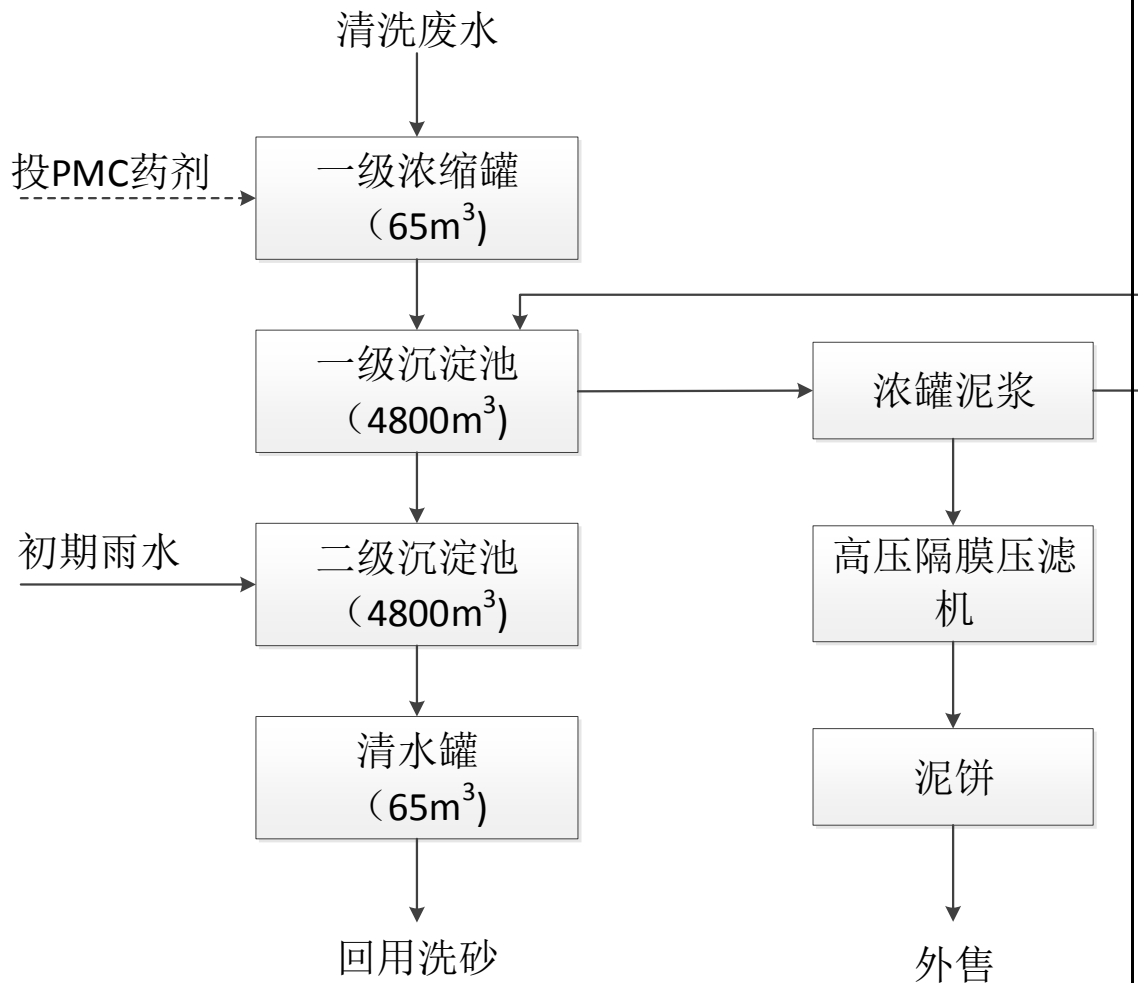 清洗废水
投PMC药剂
一级浓缩罐
（65m³)
一级沉淀池
（4800m³)
浓罐泥浆
初期雨水
二级沉淀池
（4800m³)
高压隔膜压滤
机
清水罐
（65m³)
泥饼
回用洗砂
外售